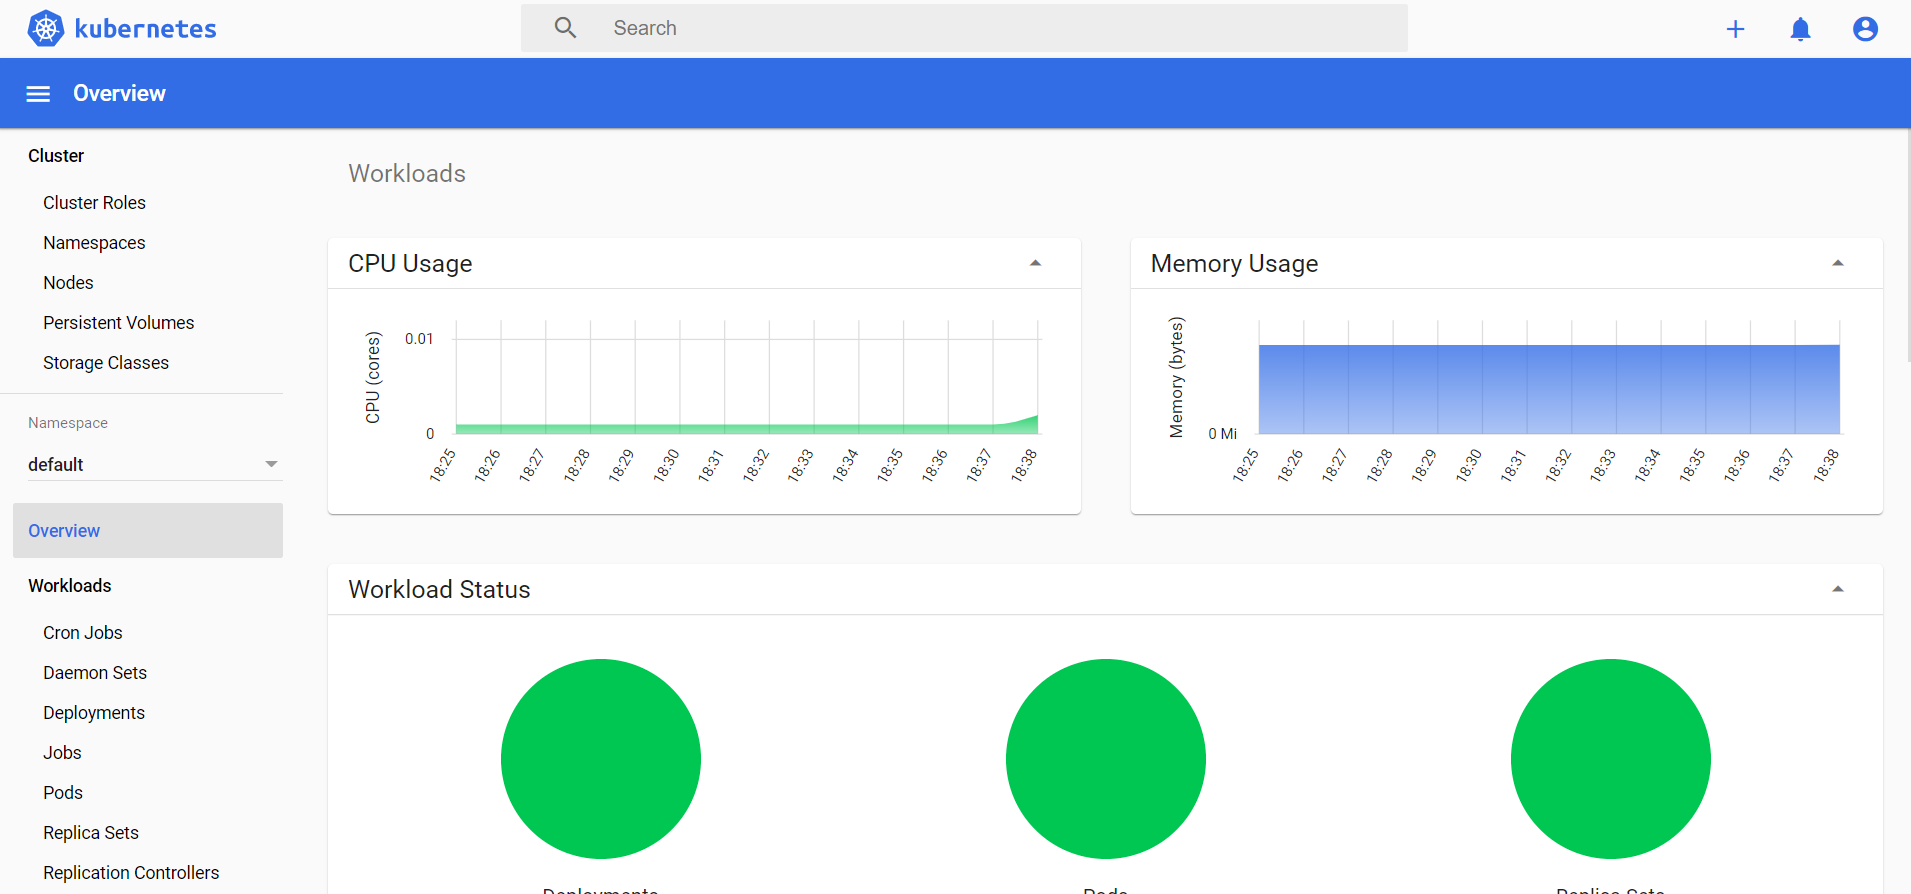 kubernetes
Search
Overview
Cluster
Cluster Roles
Namespaces
Nodes
Persistent Volumes
Storage Classes
Namespace
default
Overview
Workloads
Cron Jobs
Daemon Sets
Deployments
Jobs
Pods
Replica Sets
Replication Controllers
Workloads
CPU Usage
CPU (cores)
0.01
0
18:25 18:26 18:27 18:28 18:29 18:30 18:31 18:32 18:33 18:34 18:35 18:36 18:37 18:38
Memory Usage
Memory (bytes)
0 Mi
18:25 18:26 18:27 18:28 18:29 18:30 18:31 18:32 18:33 18:34 18:35 18:36 18:37 18:38
Workload Status
Deployments
Pods
Replica Sets